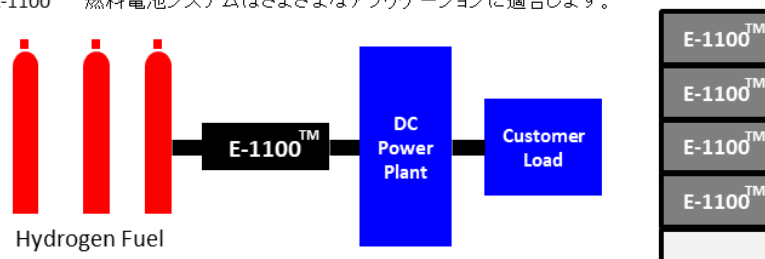 E-1100 燃料電池システムはさまざまなアプリケーションに適合します。
E-1100™
DC
Power
Plant
Customer
Load
Hydrogen Fuel
E-1100™
E-1100™
E-1100™
E-1100™